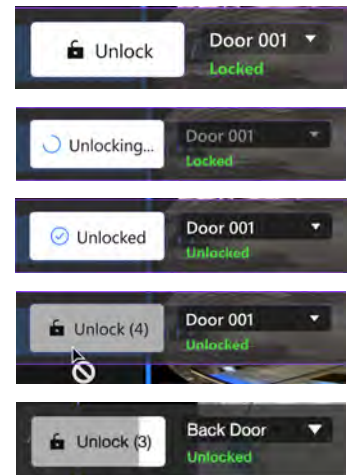 Unlock
Door 001
Locked
Unlocking...
Door 001
Locked
Unlocked
Door 001
Unlocked
Unlock (4)
Door 001
Unlocked
Unlock (3)
Back Door
Unlocked